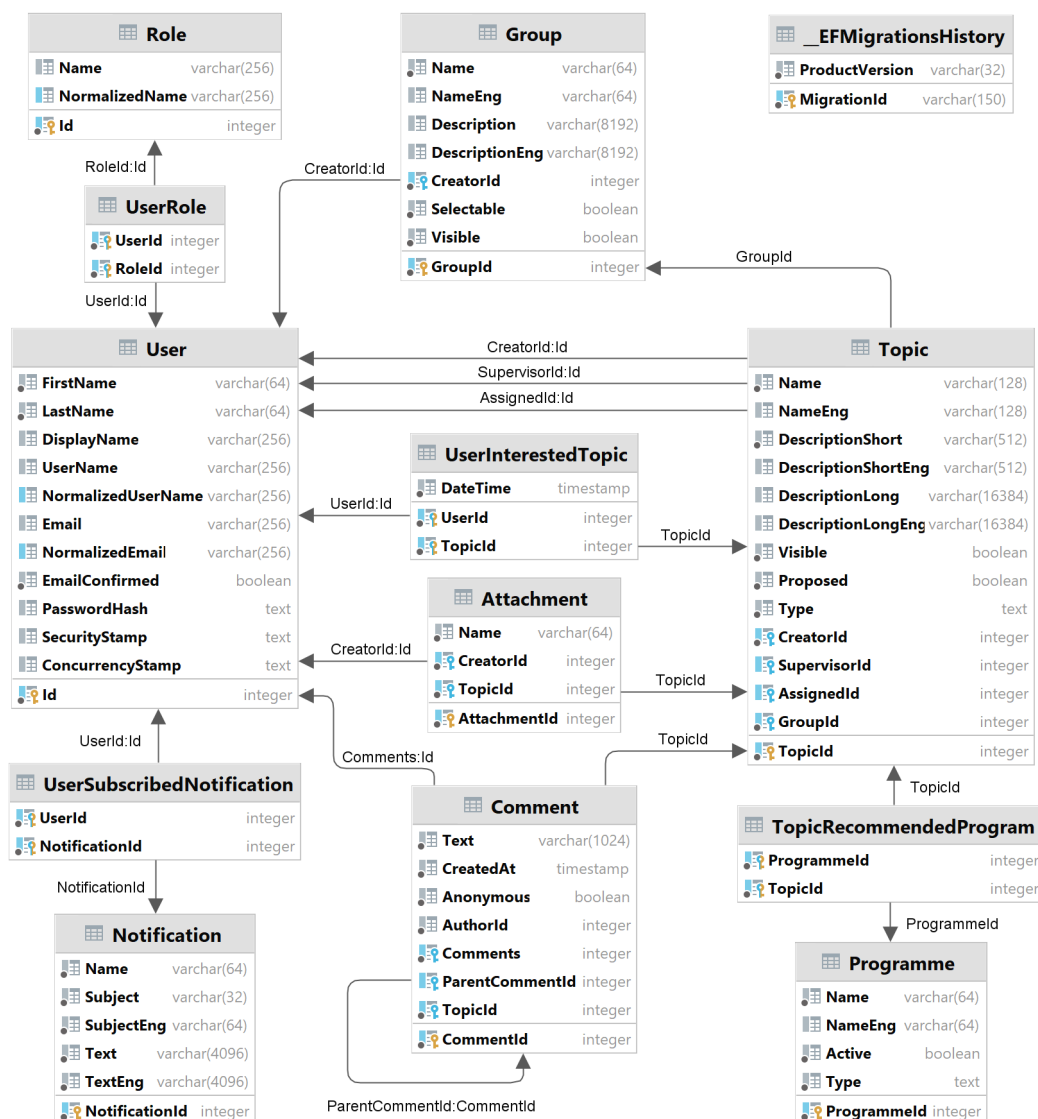 Role
Name varchar(256)
NormalizedName varchar(256)
Id integer
Group
Name varchar(64)
NameEng varchar(64)
Description varchar(8192)
DescriptionEng varchar(8192)
CreatorId integer
Selectable boolean
Visible boolean
GroupId integer
__EFMigrationsHistory
ProductVersion varchar(32)
MigrationId varchar(150)
RoleId:Id
CreatorId:Id
UserRole
UserId integer
RoleId integer
UserId:Id
GroupId
User
FirstName varchar(64)
LastName varchar(64)
DisplayName varchar(256)
UserName varchar(256)
NormalizedUserName varchar(256)
Email varchar(256)
NormalizedEmail varchar(256)
EmailConfirmed boolean
PasswordHash text
SecurityStamp text
ConcurrencyStamp text
Id integer
CreatorId:Id
SupervisorId:Id
AssignedId:Id
Topic
Name varchar(128)
NameEng varchar(128)
DescriptionShort varchar(512)
DescriptionShortEng varchar(512)
DescriptionLong varchar(16384)
DescriptionLongEng varchar(16384)
Visible boolean
Proposed boolean
Type text
CreatorId integer
SupervisorId integer
AssignedId integer
GroupId integer
TopicId integer
UserInterestedTopic
DateTime timestamp
UserId integer
TopicId integer
UserId:Id
TopicId
Attachment
Name varchar(64)
CreatorId integer
TopicId integer
AttachmentId integer
CreatorId:Id
TopicId
UserId:Id
Comments:Id
TopicId
TopicId
UserSubscribedNotification
UserId integer
NotificationId integer
NotificationId
Comment
Text varchar(1024)
CreatedAt timestamp
Anonymous boolean
AuthorId integer
Comments integer
ParentCommentId integer
TopicId integer
CommentId integer
ParentCommentId:CommentId
TopicRecommendedProgram
ProgrammeId integer
TopicId integer
ProgrammeId
Notification
Name varchar(64)
Subject varchar(32)
SubjectEng varchar(64)
Text varchar(4096)
TextEng varchar(4096)
NotificationId integer
Programme
Name varchar(64)
NameEng varchar(64)
Active boolean
Type text
ProgrammeId integer